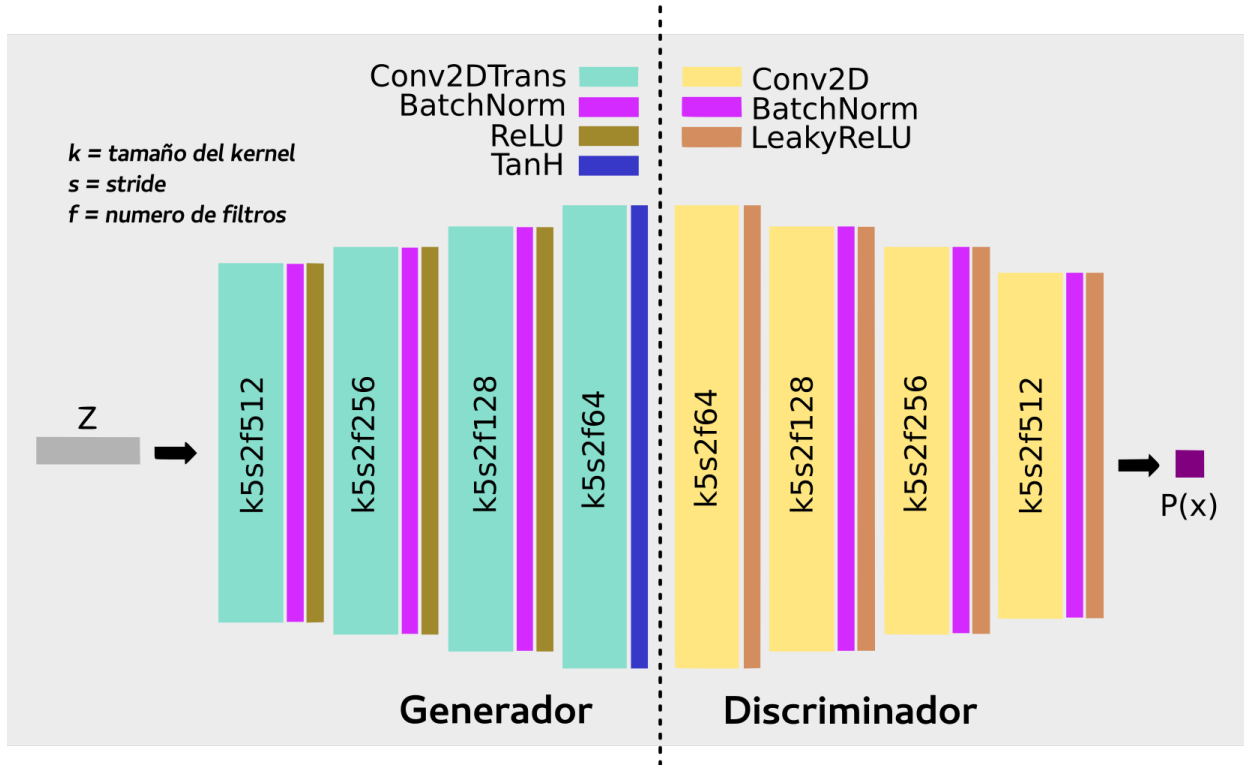 Conv2DTrans
BatchNorm
ReLU
TanH
Conv2D
BatchNorm
LeakyReLU
k = tamaño del kernel
s = stride
f = numero de filtros
Z
k5s2f512
k5s2f256
k5s2f128
k5s2f64
k5s2f64
k5s2f128
k5s2f256
k5s2f512
P(x)
Generador
Discriminador